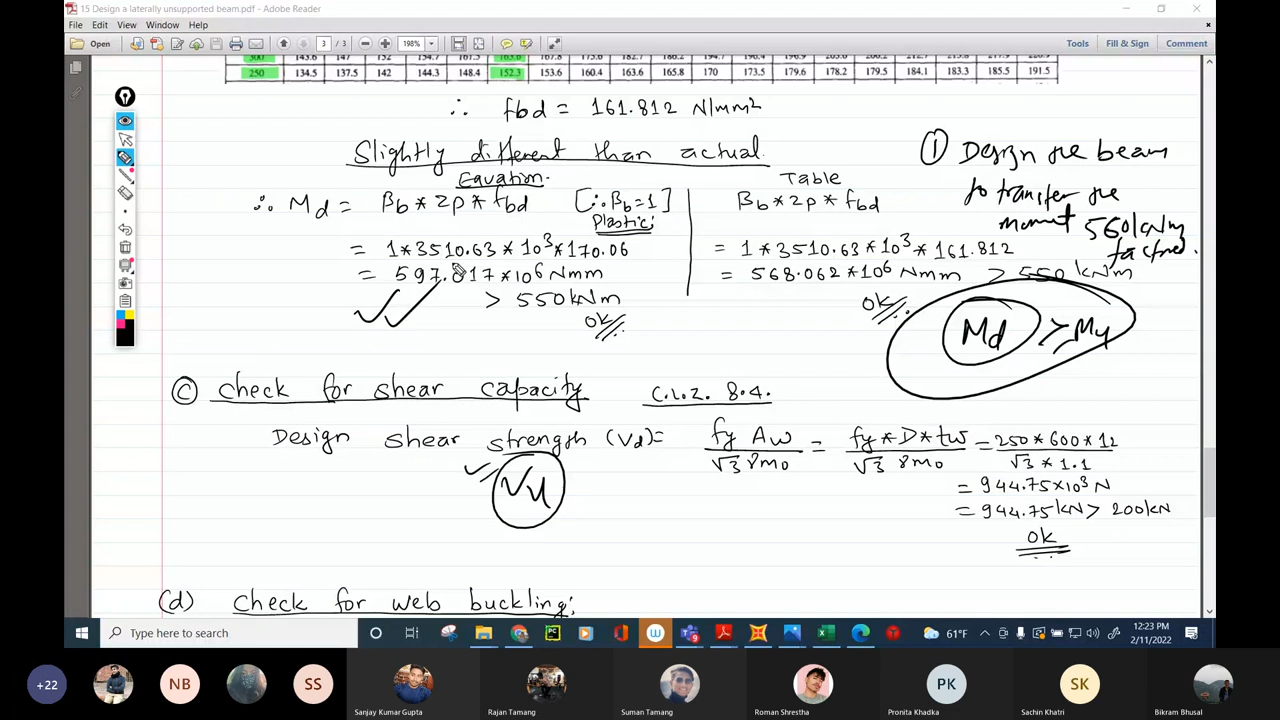 15 Design a laterally unsupported beam.pdf - Adobe Reader
File Edit View Window Help
Open 3 / 3 198% Tools Fill & Sign Comment
250 134.5 137.5 142 144.3 148.4 152.3 153.6 160.4 163.6 165.8 170 173.5 179.6 178.2 179.5 184.1 183.3 185.5 191.5
∴ fbd = 161.812 N/mm2
Slightly different than actual.
Equation.
∴ Md = βb * Zp * fbd [∴ βb = 1]
Plastic:
= 1*3510.63 * 10³ * 170.06
= 597.017 * 10⁶ Nmm
> 550 kNm
Ok
Table
βb * Zp * fbd
= 1 * 3510.63 * 10³ * 161.812
= 568.062 * 10⁶ Nmm > 550 kNm
Ok
① Design the beam
to transfer the
moment 560kNm
factored.
Md > My
(c) Check for shear capacity C.l.Z. 8.4.
Design shear strength (Vd) = fy Aw / √3 γm0 = fy * D * tw / √3 γm0 = 250 * 600 * 12 / √3 * 1.1
= 944.75 × 10³ N
= 944.75 kN > 200 kN
Ok
Vd
(d) Check for web buckling:
Type here to search
61°F
12:23 PM
2/11/2022
+22 NB SS PK SK
Sanjay Kumar Gupta Rajan Tamang Suman Tamang Roman Shrestha Pronita Khadka Sachin Khatri Bikram Bhusal